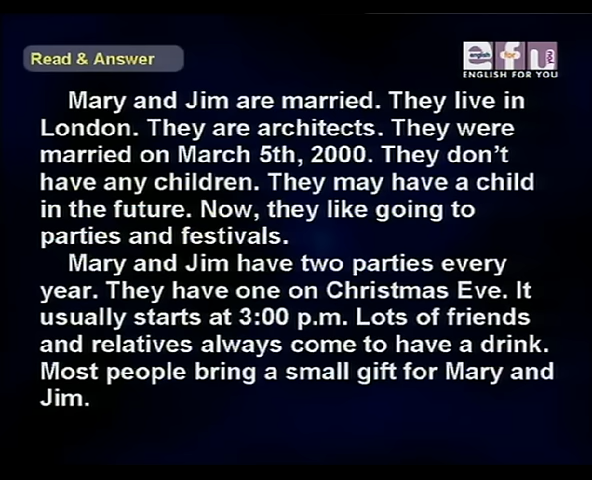 Read & Answer
english for you
ENGLISH FOR YOU
Mary and Jim are married. They live in
London. They are architects. They were
married on March 5th, 2000. They don't
have any children. They may have a child
in the future. Now, they like going to
parties and festivals.
Mary and Jim have two parties every
year. They have one on Christmas Eve. It
usually starts at 3:00 p.m. Lots of friends
and relatives always come to have a drink.
Most people bring a small gift for Mary and
Jim.